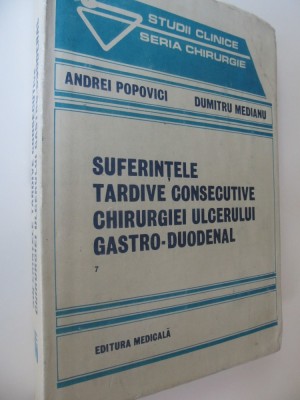 STUDII CLINICE
SERIA CHIRURGIE
ANDREI POPOVICI
DUMITRU MEDIANU
SUFERINȚELE
TARDIVE CONSECUTIVE
CHIRURGIEI ULCERULUI
GASTRO-DUODENAL
7
EDITURA MEDICALĂ